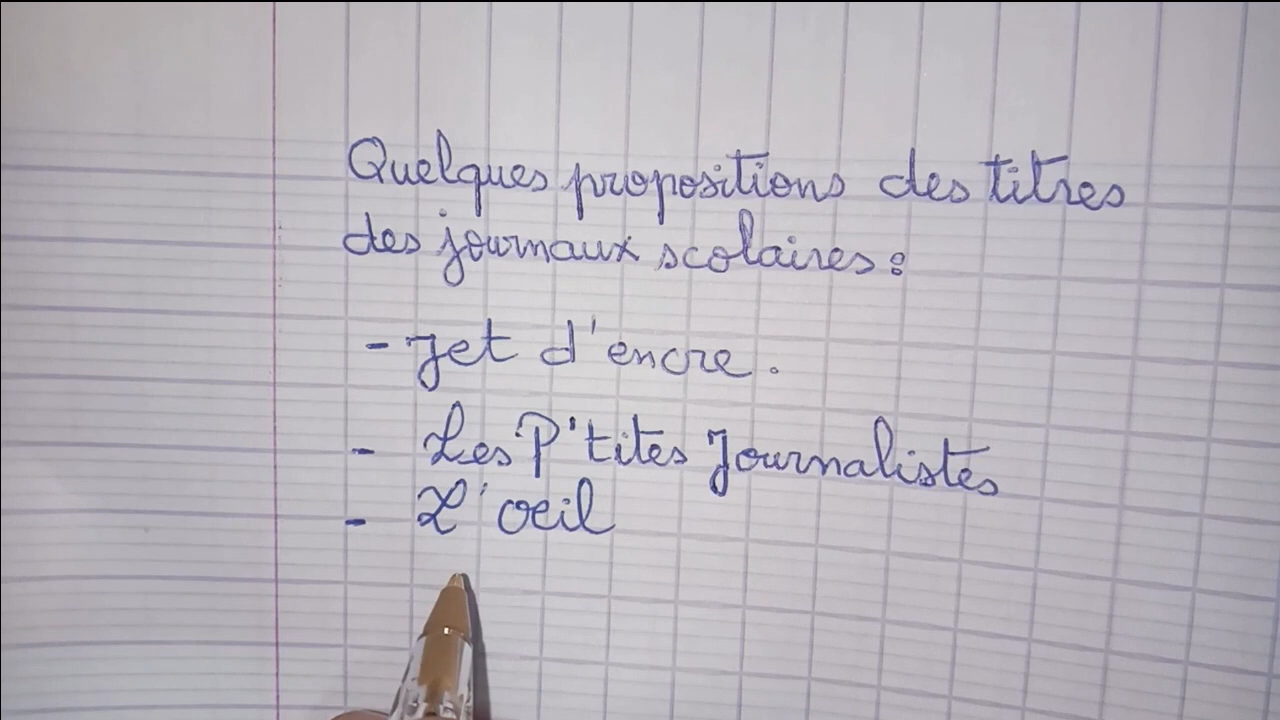 Quelques propositions des titres
des journaux scolaires :
- Jet d'encre.
- Les P'tites Journalistes
- L'oeil